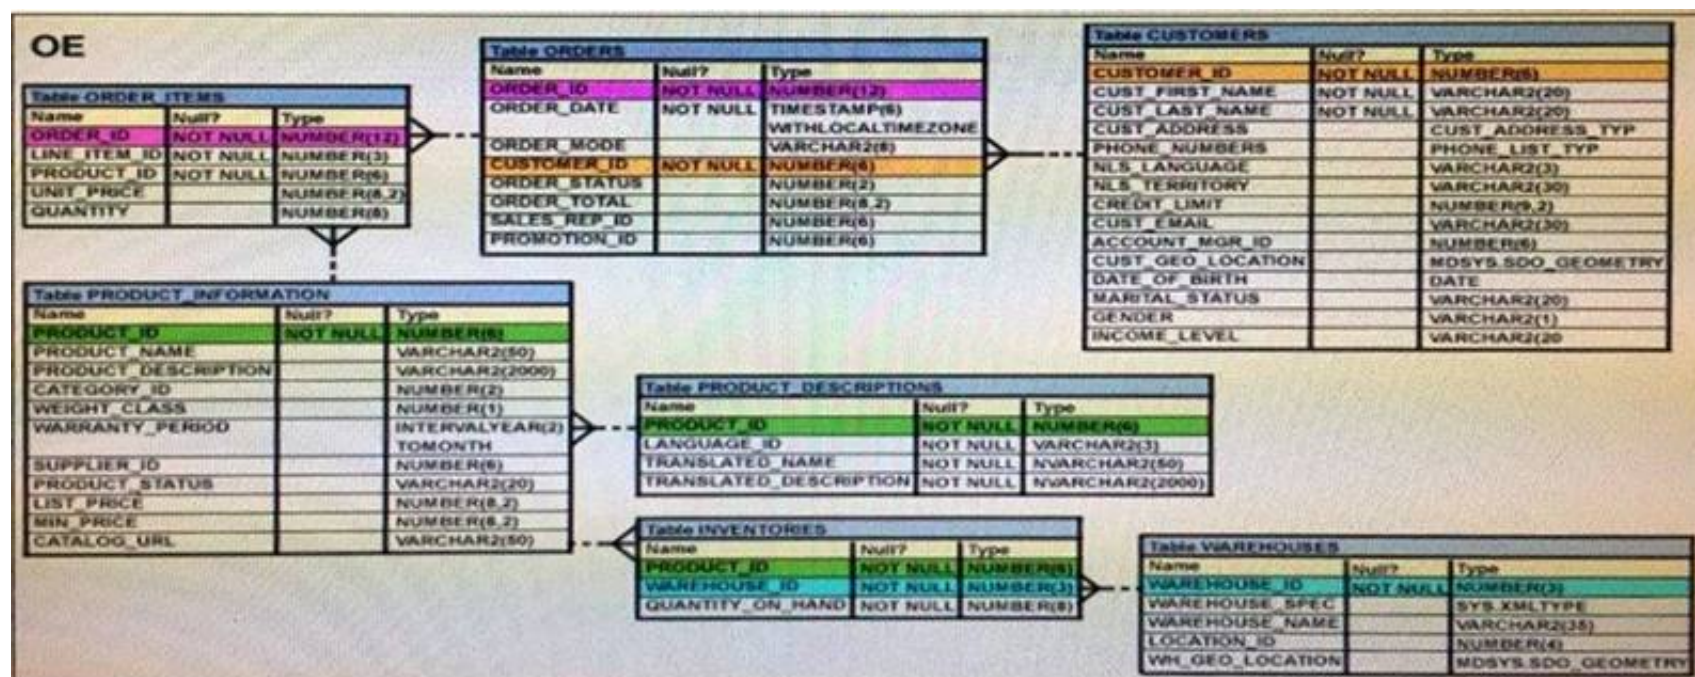 OE
Table ORDER_ITEMS
Name Null? Type
ORDER_ID NOT NULL NUMBER(12)
LINE_ITEM_ID NOT NULL NUMBER(3)
PRODUCT_ID NOT NULL NUMBER(6)
UNIT_PRICE NUMBER(8,2)
QUANTITY NUMBER(8)
Table ORDERS
Name Null? Type
ORDER_ID NOT NULL NUMBER(12)
ORDER_DATE NOT NULL TIMESTAMP(6)
WITHLOCALTIMEZONE
ORDER_MODE VARCHAR2(8)
CUSTOMER_ID NOT NULL NUMBER(6)
ORDER_STATUS NUMBER(2)
ORDER_TOTAL NUMBER(8,2)
SALES_REP_ID NUMBER(6)
PROMOTION_ID NUMBER(6)
Table CUSTOMERS
Name Null? Type
CUSTOMER_ID NOT NULL NUMBER(6)
CUST_FIRST_NAME NOT NULL VARCHAR2(20)
CUST_LAST_NAME NOT NULL VARCHAR2(20)
CUST_ADDRESS CUST_ADDRESS_TYP
PHONE_NUMBERS PHONE_LIST_TYP
NLS_LANGUAGE VARCHAR2(3)
NLS_TERRITORY VARCHAR2(30)
CREDIT_LIMIT NUMBER(9,2)
CUST_EMAIL VARCHAR2(30)
ACCOUNT_MGR_ID NUMBER(6)
CUST_GEO_LOCATION MDSYS.SDO_GEOMETRY
DATE_OF_BIRTH DATE
MARITAL_STATUS VARCHAR2(20)
GENDER VARCHAR2(1)
INCOME_LEVEL VARCHAR2(20
Table PRODUCT_INFORMATION
Name Null? Type
PRODUCT_ID NOT NULL NUMBER(6)
PRODUCT_NAME VARCHAR2(50)
PRODUCT_DESCRIPTION VARCHAR2(2000)
CATEGORY_ID NUMBER(2)
WEIGHT_CLASS NUMBER(1)
WARRANTY_PERIOD INTERVALYEAR(2)
TOMONTH
SUPPLIER_ID NUMBER(6)
PRODUCT_STATUS VARCHAR2(20)
LIST_PRICE NUMBER(8,2)
MIN_PRICE NUMBER(8,2)
CATALOG_URL VARCHAR2(50)
Table PRODUCT_DESCRIPTIONS
Name Null? Type
PRODUCT_ID NOT NULL NUMBER(6)
LANGUAGE_ID NOT NULL VARCHAR2(3)
TRANSLATED_NAME NOT NULL NVARCHAR2(50)
TRANSLATED_DESCRIPTION NOT NULL NVARCHAR2(2000)
Table INVENTORIES
Name Null? Type
PRODUCT_ID NOT NULL NUMBER(6)
WAREHOUSE_ID NOT NULL NUMBER(3)
QUANTITY_ON_HAND NOT NULL NUMBER(8)
Table WAREHOUSES
Name Null? Type
WAREHOUSE_ID NOT NULL NUMBER(3)
WAREHOUSE_SPEC SYS.XMLTYPE
WAREHOUSE_NAME VARCHAR2(35)
LOCATION_ID NUMBER(4)
WH_GEO_LOCATION MDSYS.SDO_GEOMETRY